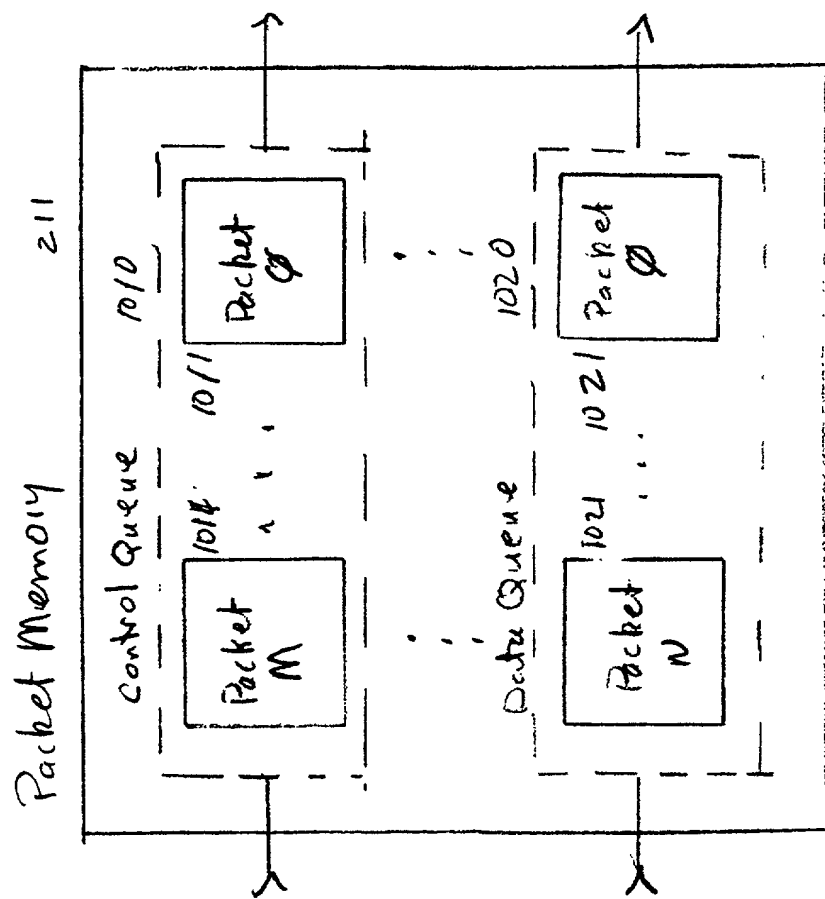 Packet Memory 211
Control Queue 1010
1014 1011
Packet M
Packet Ø
Data Queue 1020
1021 1021
Packet N
Packet Ø